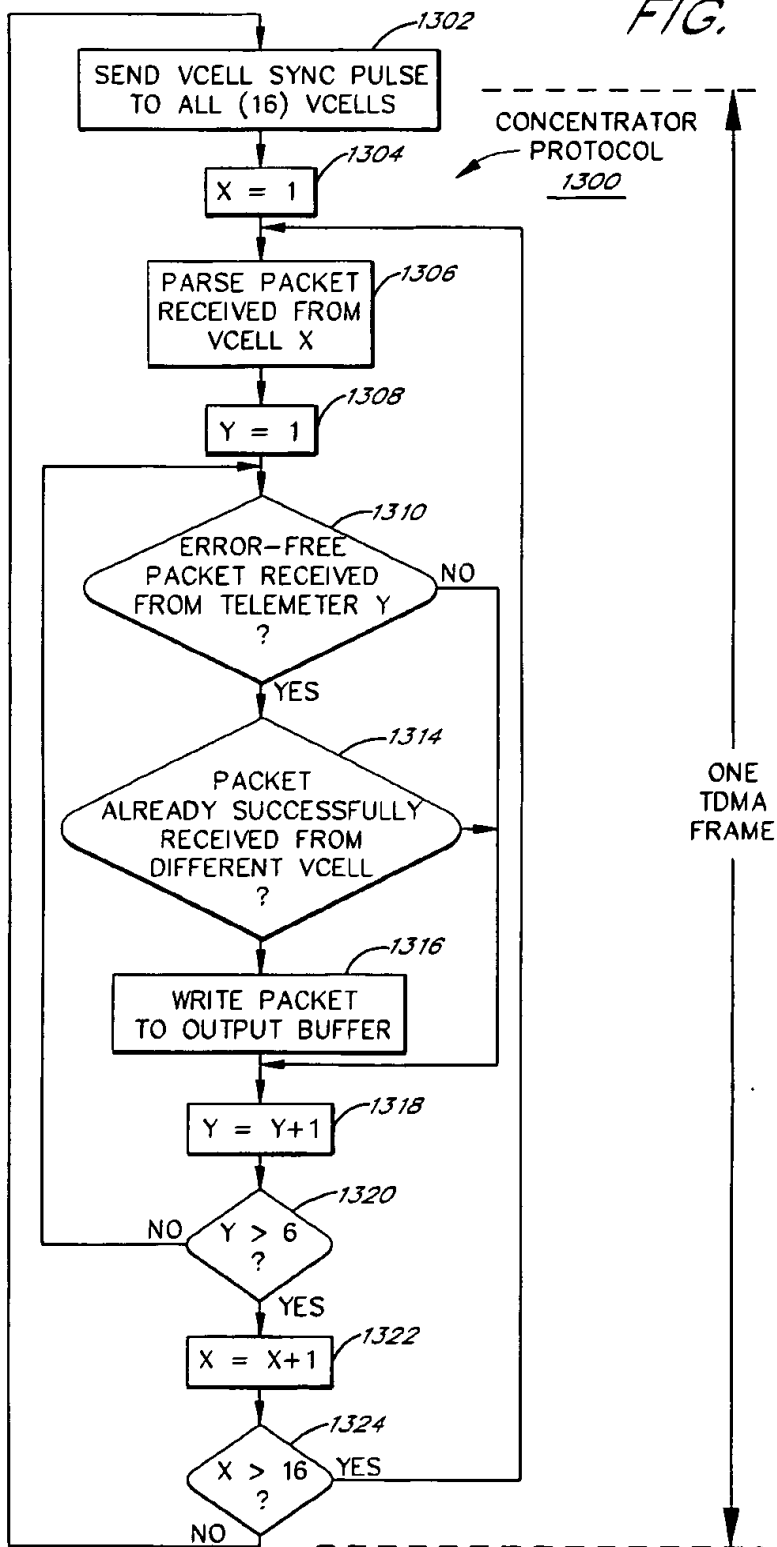 FIG.
1302
SEND VCELL SYNC PULSE
TO ALL (16) VCELLS
CONCENTRATOR
PROTOCOL
1300
1304
X = 1
1306
PARSE PACKET
RECEIVED FROM
VCELL X
1308
Y = 1
1310
ERROR-FREE
PACKET RECEIVED
FROM TELEMETER Y
?
NO
YES
1314
PACKET
ALREADY SUCCESSFULLY
RECEIVED FROM
DIFFERENT VCELL
?
ONE
TDMA
FRAME
1316
WRITE PACKET
TO OUTPUT BUFFER
1318
Y = Y+1
1320
NO
Y > 6
?
YES
1322
X = X+1
1324
X > 16
?
YES
NO